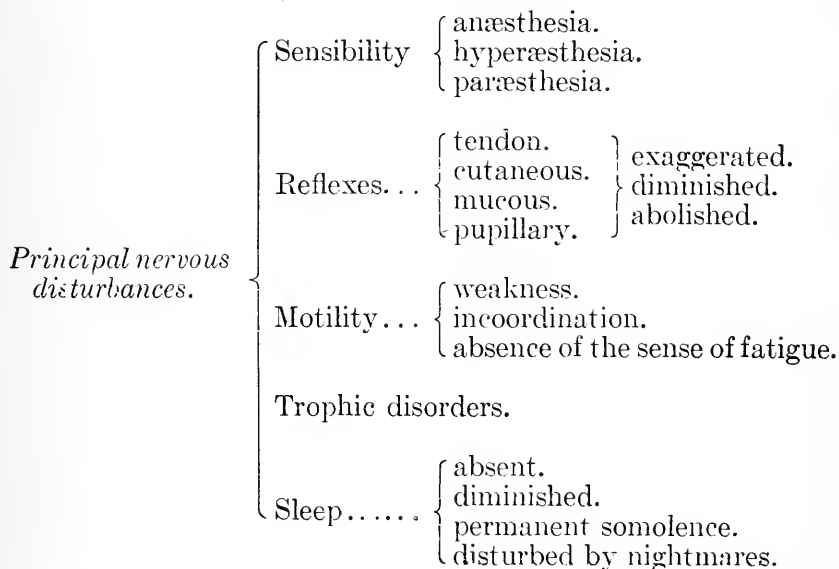 Principal nervous
disturbances.
Sensibility
anæsthesia.
hyperæsthesia.
paræsthesia.
Reflexes...
tendon.
cutaneous.
mucous.
pupillary.
exaggerated.
diminished.
abolished.
Motility...
weakness.
incoordination.
absence of the sense of fatigue.
Trophic disorders.
Sleep......
absent.
diminished.
permanent somolence.
disturbed by nightmares.